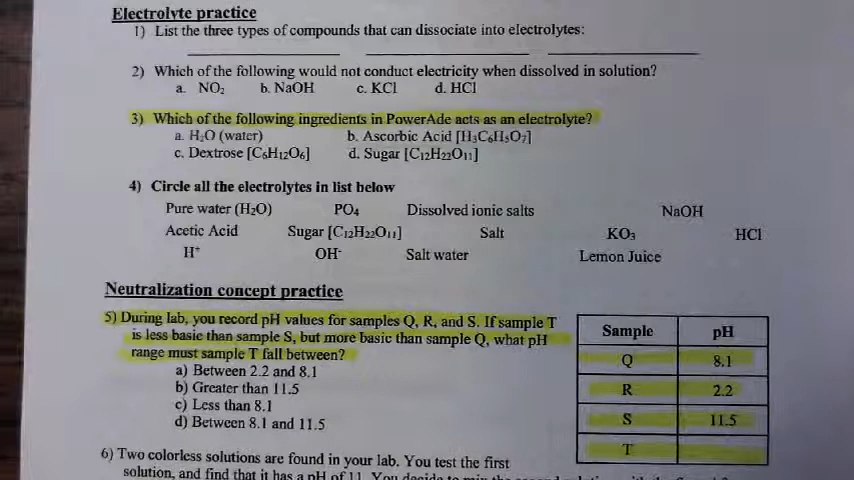 Electrolyte practice
1) List the three types of compounds that can dissociate into electrolytes:
2) Which of the following would not conduct electricity when dissolved in solution?
a. NO₂ b. NaOH c. KCl d. HCl
3) Which of the following ingredients in PowerAde acts as an electrolyte?
a. H₂O (water) b. Ascorbic Acid [H₃C₆H₅O₇]
c. Dextrose [C₆H₁₂O₆] d. Sugar [C₁₂H₂₂O₁₁]
4) Circle all the electrolytes in list below
Pure water (H₂O) PO₄ Dissolved ionic salts NaOH
Acetic Acid Sugar [C₁₂H₂₂O₁₁] Salt KO₃ HCl
H⁺ OH⁻ Salt water Lemon Juice
Neutralization concept practice
5) During lab, you record pH values for samples Q, R, and S. If sample T
is less basic than sample S, but more basic than sample Q, what pH
range must sample T fall between?
a) Between 2.2 and 8.1
b) Greater than 11.5
c) Less than 8.1
d) Between 8.1 and 11.5
Sample pH
Q 8.1
R 2.2
S 11.5
T
6) Two colorless solutions are found in your lab. You test the first
solution, and find that it has a pH of 11. You decide to mix the second